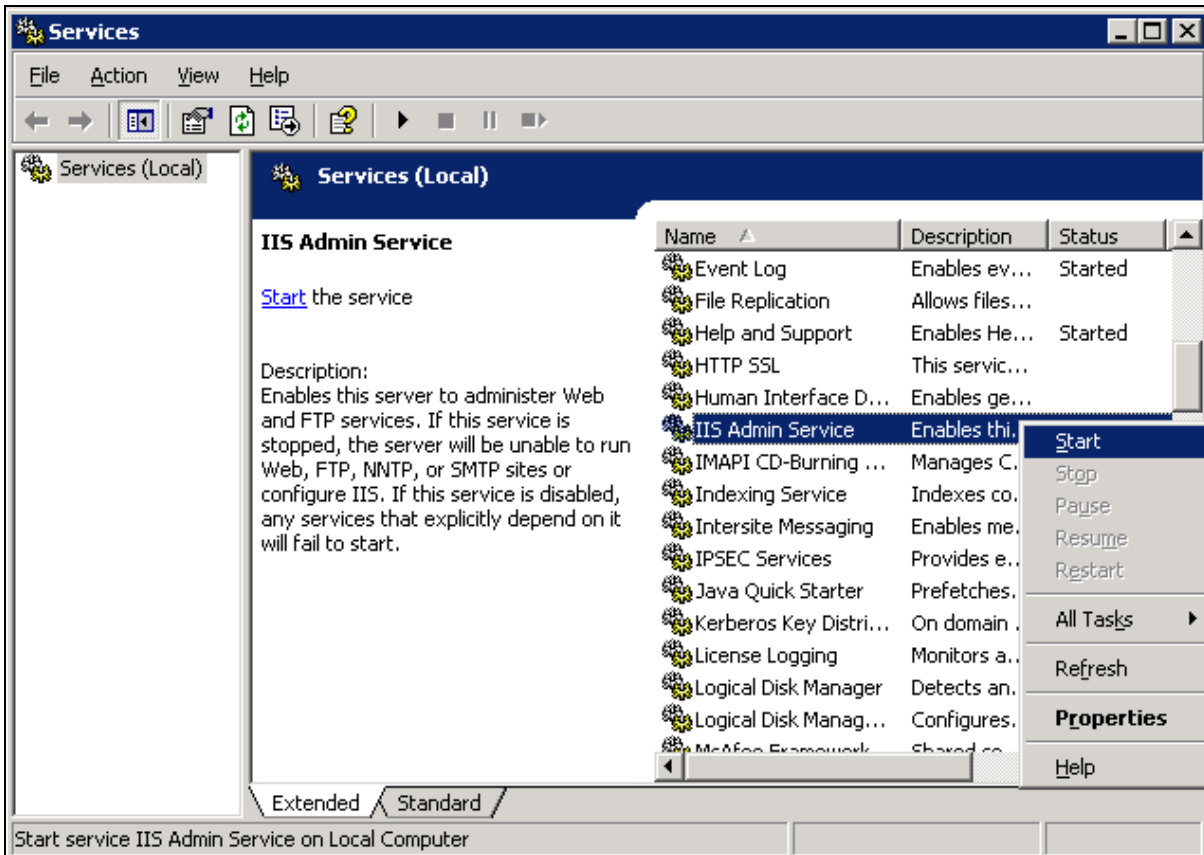 Services
File Action View Help
Services (Local)
Services (Local)
IIS Admin Service
Start the service
Description:
Enables this server to administer Web
and FTP services. If this service is
stopped, the server will be unable to run
Web, FTP, NNTP, or SMTP sites or
configure IIS. If this service is disabled,
any services that explicitly depend on it
will fail to start.
Name Description Status
Event Log Enables ev... Started
File Replication Allows files...
Help and Support Enables He... Started
HTTP SSL This servic...
Human Interface D... Enables ge...
IIS Admin Service Enables thi.
IMAPI CD-Burning ... Manages C.
Indexing Service Indexes co.
Intersite Messaging Enables me.
IPSEC Services Provides e..
Java Quick Starter Prefetches.
Kerberos Key Distri... On domain .
License Logging Monitors a..
Logical Disk Manager Detects an.
Logical Disk Manag... Configures.
McAfee Framework Shared co
Start
Stop
Pause
Resume
Restart
All Tasks
Refresh
Properties
Help
Extended Standard
Start service IIS Admin Service on Local Computer